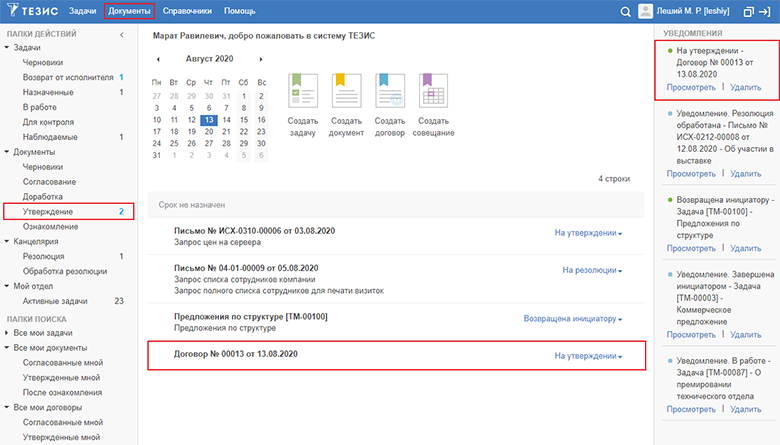 ТЕЗИС Задачи Документы Справочники Помощь Леший М. Р. [leshiy]
ПАПКИ ДЕЙСТВИЙ
Задачи
Черновики
Возврат от исполнителя 1
Назначенные 1
В работе
Для контроля
Наблюдаемые 1
Документы
Черновики
Согласование
Доработка
Утверждение 2
Ознакомление
Канцелярия
Резолюция 1
Обработка резолюции
Мой отдел
Активные задачи 23
ПАПКИ ПОИСКА
Все мои задачи
Все мои документы
Согласованные мной
Утвержденные мной
После ознакомления
Все мои договоры
Согласованные мной
Утвержденные мной
Марат Равилевич, добро пожаловать в систему ТЕЗИС
Август 2020
Пн Вт Ср Чт Пт Сб Вс
27 28 29 30 31 1 2
3 4 5 6 7 8 9
10 11 12 13 14 15 16
17 18 19 20 21 22 23
24 25 26 27 28 29 30
31 1 2 3 4 5 6
Создать задачу
Создать документ
Создать договор
Создать совещание
4 строки
Срок не назначен
Письмо № ИСХ-0310-00006 от 03.08.2020 На утверждении
Запрос цен на сервера
Письмо № 04-01-00009 от 05.08.2020 На резолюции
Запрос списка сотрудников компании
Запрос полного списка сотрудников для печати визиток
Предложения по структуре [ТМ-00100] Возвращена инициатору
Предложения по структуре
Договор № 00013 от 13.08.2020 На утверждении
УВЕДОМЛЕНИЯ
На утверждении -
Договор № 00013 от
13.08.2020
Просмотреть | Удалить
Уведомление. Резолюция
обработана - Письмо №
ИСХ-0212-00008 от
12.08.2020 - Об участии в
выставке
Просмотреть | Удалить
Возвращена инициатору -
Задача [ТМ-00100] -
Предложения по
структуре
Просмотреть | Удалить
Уведомление. Завершена
инициатором - Задача
[ТМ-00003] -
Коммерческое
предложение
Просмотреть | Удалить
Уведомление. В работе -
Задача [ТМ-00087] - О
премировании
технического отдела
Просмотреть | Удалить